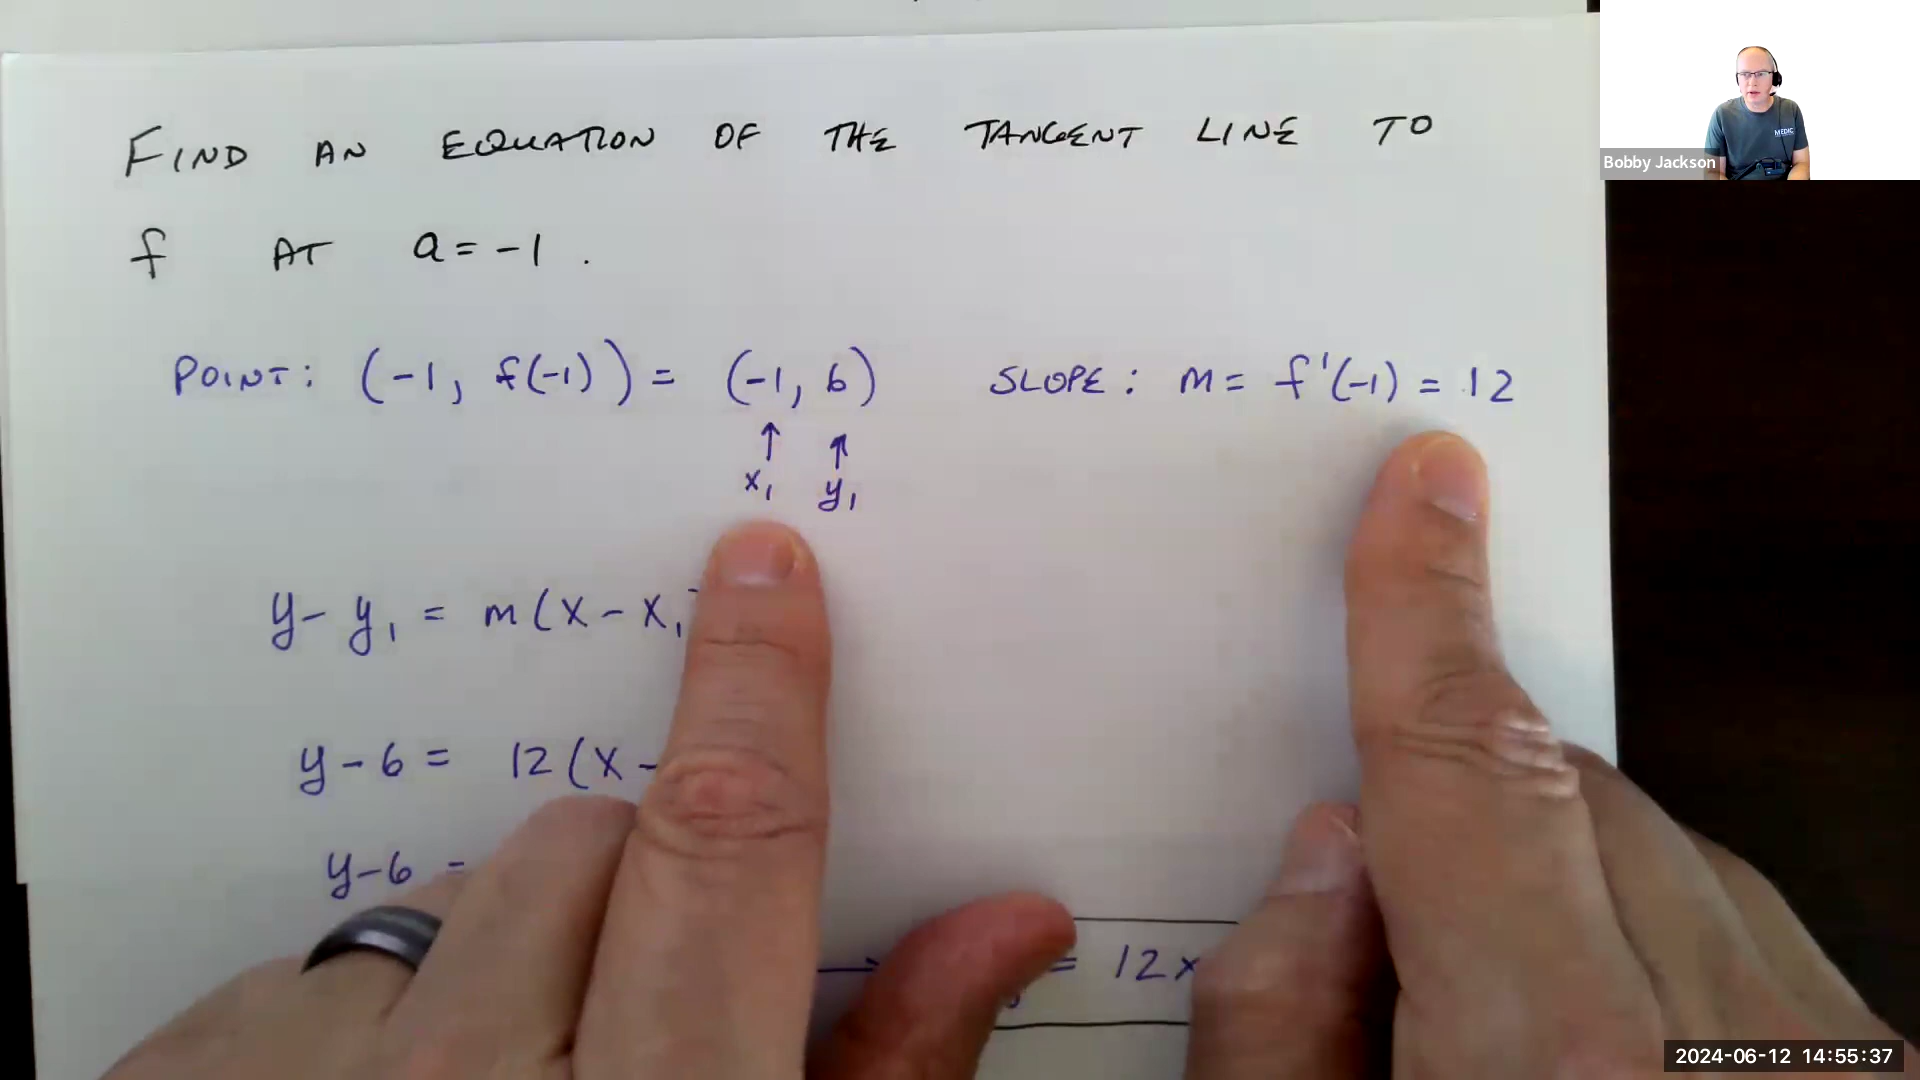 FIND AN EQUATION OF THE TANGENT LINE TO
f AT a = -1 .
POINT: (-1, f(-1)) = (-1, 6) SLOPE: m = f'(-1) = 12
↑ ↑
x₁ y₁
y - y₁ = m(x - x₁
y - 6 = 12(x -
y - 6 =
= 12x
MEDIC
Bobby Jackson
2024-06-12 14:55:37